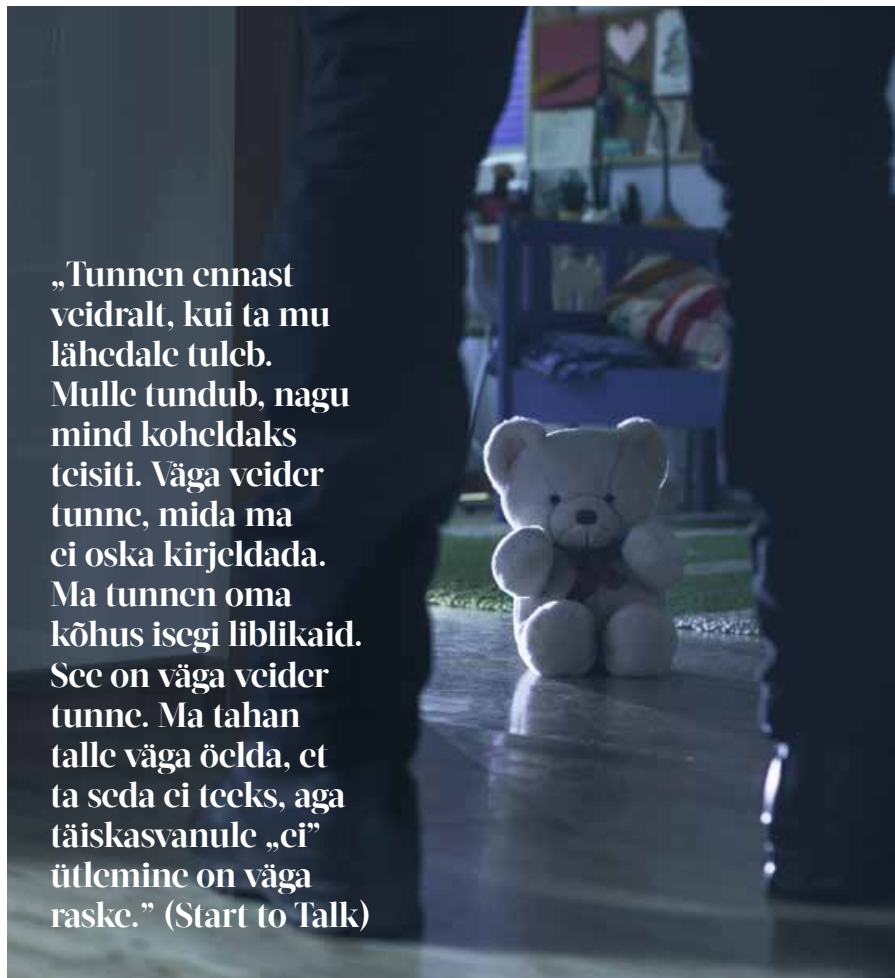 „Tunnen ennast
veidralt, kui ta mu
lähedale tuleb.
Mulle tundub, nagu
mind koheldaks
teisiti. Väga veider
tunne, mida ma
ei oska kirjeldada.
Ma tunnen oma
kõhus isegi liblikaid.
See on väga veider
tunne. Ma tahan
talle väga öelda, et
ta seda ei teeks, aga
täiskasvanule „ei”
ütlemine on väga
raske.” (Start to Talk)